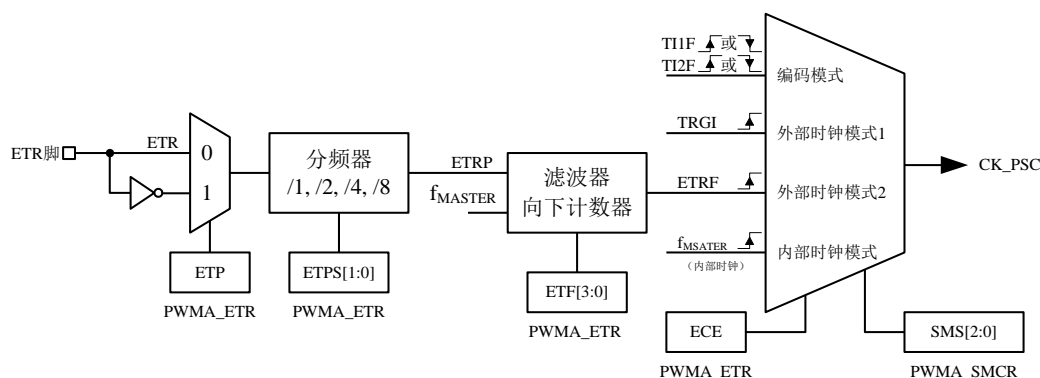 TI1F 或
TI2F 或
编码模式
TRGI
外部时钟模式1
ETR脚
ETR
0
1
分频器
/1, /2, /4, /8
ETRP
fMASTER
滤波器
向下计数器
ETRF
外部时钟模式2
fMSATER
(内部时钟)
内部时钟模式
CK_PSC
ETP
PWMA_ETR
ETPS[1:0]
PWMA_ETR
ETF[3:0]
PWMA_ETR
ECE
PWMA_ETR
SMS[2:0]
PWMA_SMCR